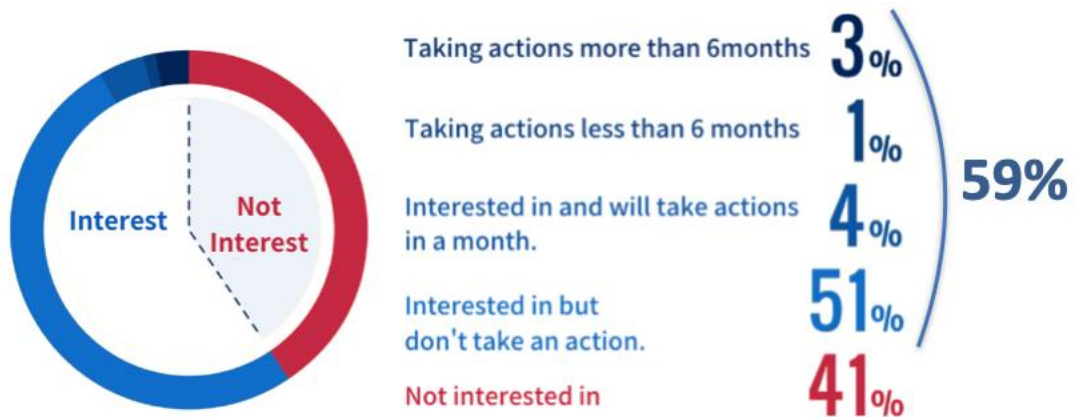 Interest
Not
Interest
Taking actions more than 6months 3%
Taking actions less than 6 months 1%
Interested in and will take actions
in a month. 4%
Interested in but
don't take an action. 51%
Not interested in 41%
59%